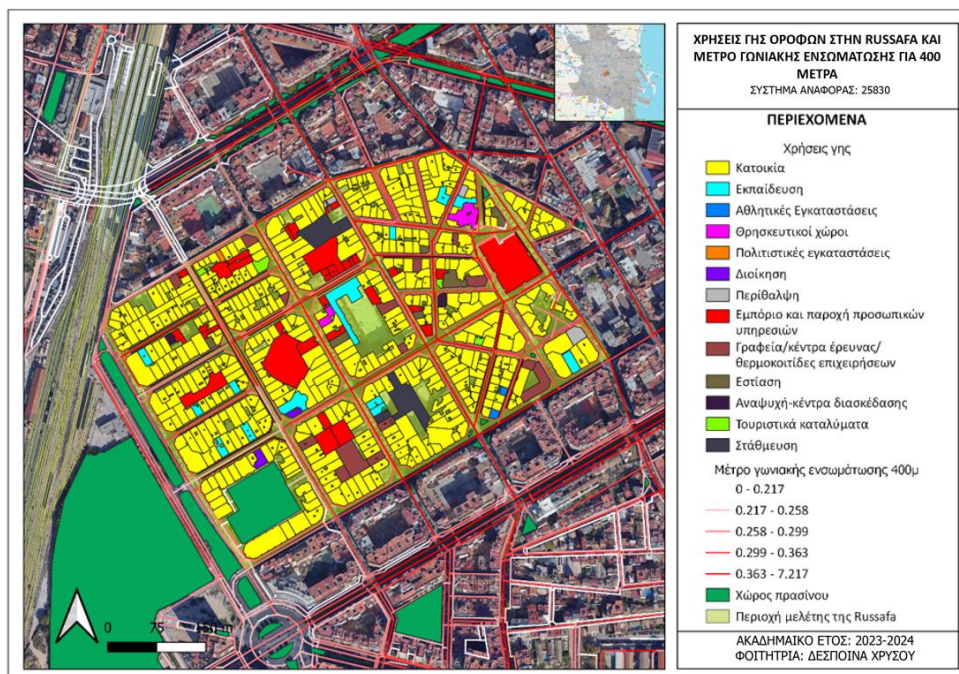 ΧΡΗΣΕΙΣ ΓΗΣ ΟΡΟΦΩΝ ΣΤΗΝ RUSSAFA ΚΑΙ
ΜΕΤΡΟ ΓΩΝΙΑΚΗΣ ΕΝΣΩΜΑΤΩΣΗΣ ΓΙΑ 400
ΜΕΤΡΑ
ΣΥΣΤΗΜΑ ΑΝΑΦΟΡΑΣ: 25830
ΠΕΡΙΕΧΟΜΕΝΑ
Χρήσεις γης
Κατοικία
Εκπαίδευση
Αθλητικές Εγκαταστάσεις
Θρησκευτικοί χώροι
Πολιτιστικές εγκαταστάσεις
Διοίκηση
Περίθαλψη
Εμπόριο και παροχή προσωπικών
υπηρεσιών
Γραφεία/κέντρα έρευνας/
θερμοκοιτίδες επιχειρήσεων
Εστίαση
Αναψυχή-κέντρα διασκέδασης
Τουριστικά καταλύματα
Στάθμευση
Μέτρο γωνιακής ενσωμάτωσης 400μ
0 - 0.217
0.217 - 0.258
0.258 - 0.299
0.299 - 0.363
0.363 - 7.217
Χώρος πρασίνου
Περιοχή μελέτης της Russafa
ΑΚΑΔΗΜΑΙΚΟ ΕΤΟΣ: 2023-2024
ΦΟΙΤΗΤΡΙΑ: ΔΕΣΠΟΙΝΑ ΧΡΥΣΟΥ
0 75 150 m